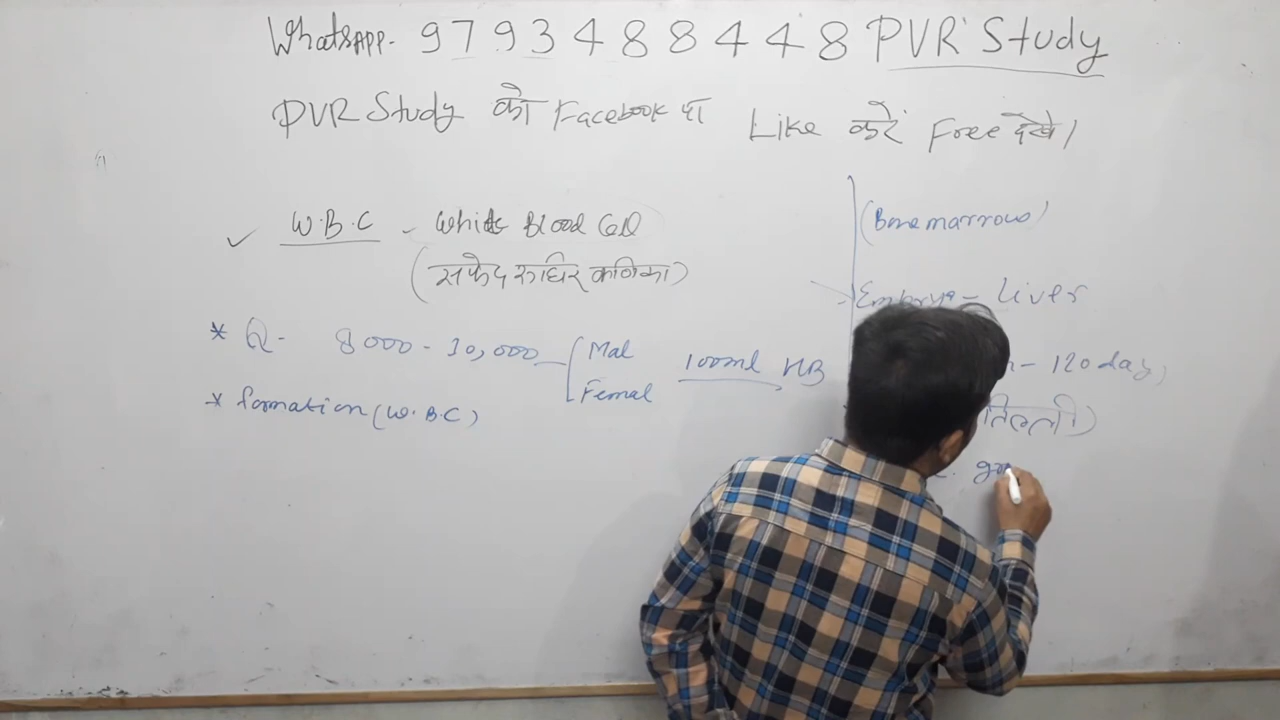 WhatsAPP. 9793488448 PVR Study
PVR Study को Facebook पर Like करें Free देखे।
W.B.C - White Blood Cell
(सफेद रुधिर कणिका)
* Q- 8000-10,000 Mal Femal 100ml HB
* formation (W.B.C)
(Bone marrow)
Embryo - Liver
- 120 day
तिल्ली)